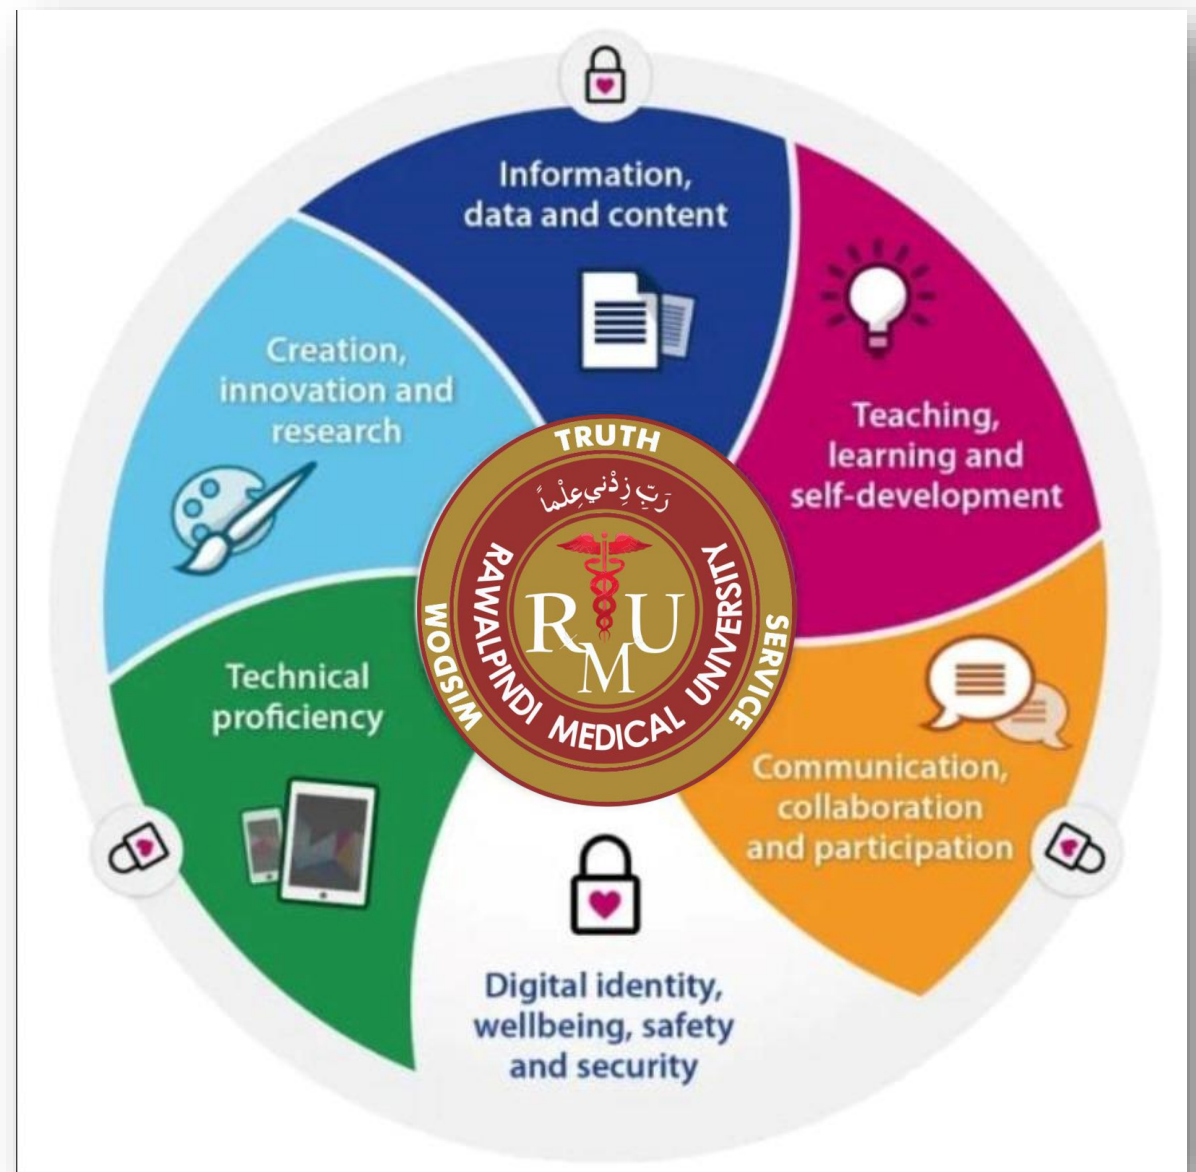 Information,
data and content
Teaching,
learning and
self-development
Communication,
collaboration
and participation
Digital identity,
wellbeing, safety
and security
Technical
proficiency
Creation,
innovation and
research
TRUTH
رَبِّ زِدْنِي عِلْماً
RAWALPINDI MEDICAL UNIVERSITY
WISDOM
SERVICE
RMU